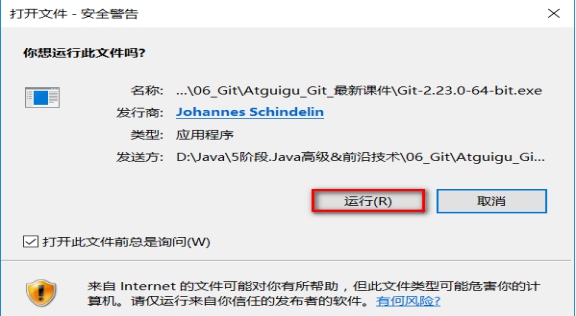 打开文件 - 安全警告
你想运行此文件吗?
名称: ...\06_Git\Atguigu_Git_最新课件\Git-2.23.0-64-bit.exe
发行商: Johannes Schindelin
类型: 应用程序
发送方: D:\Java\5阶段.Java高级&前沿技术\06_Git\Atguigu_Gi...
运行(R) 取消
打开此文件前总是询问(W)
来自 Internet 的文件可能对你有所帮助，但此文件类型可能危害你的计
算机。请仅运行来自你信任的发布者的软件。有何风险?